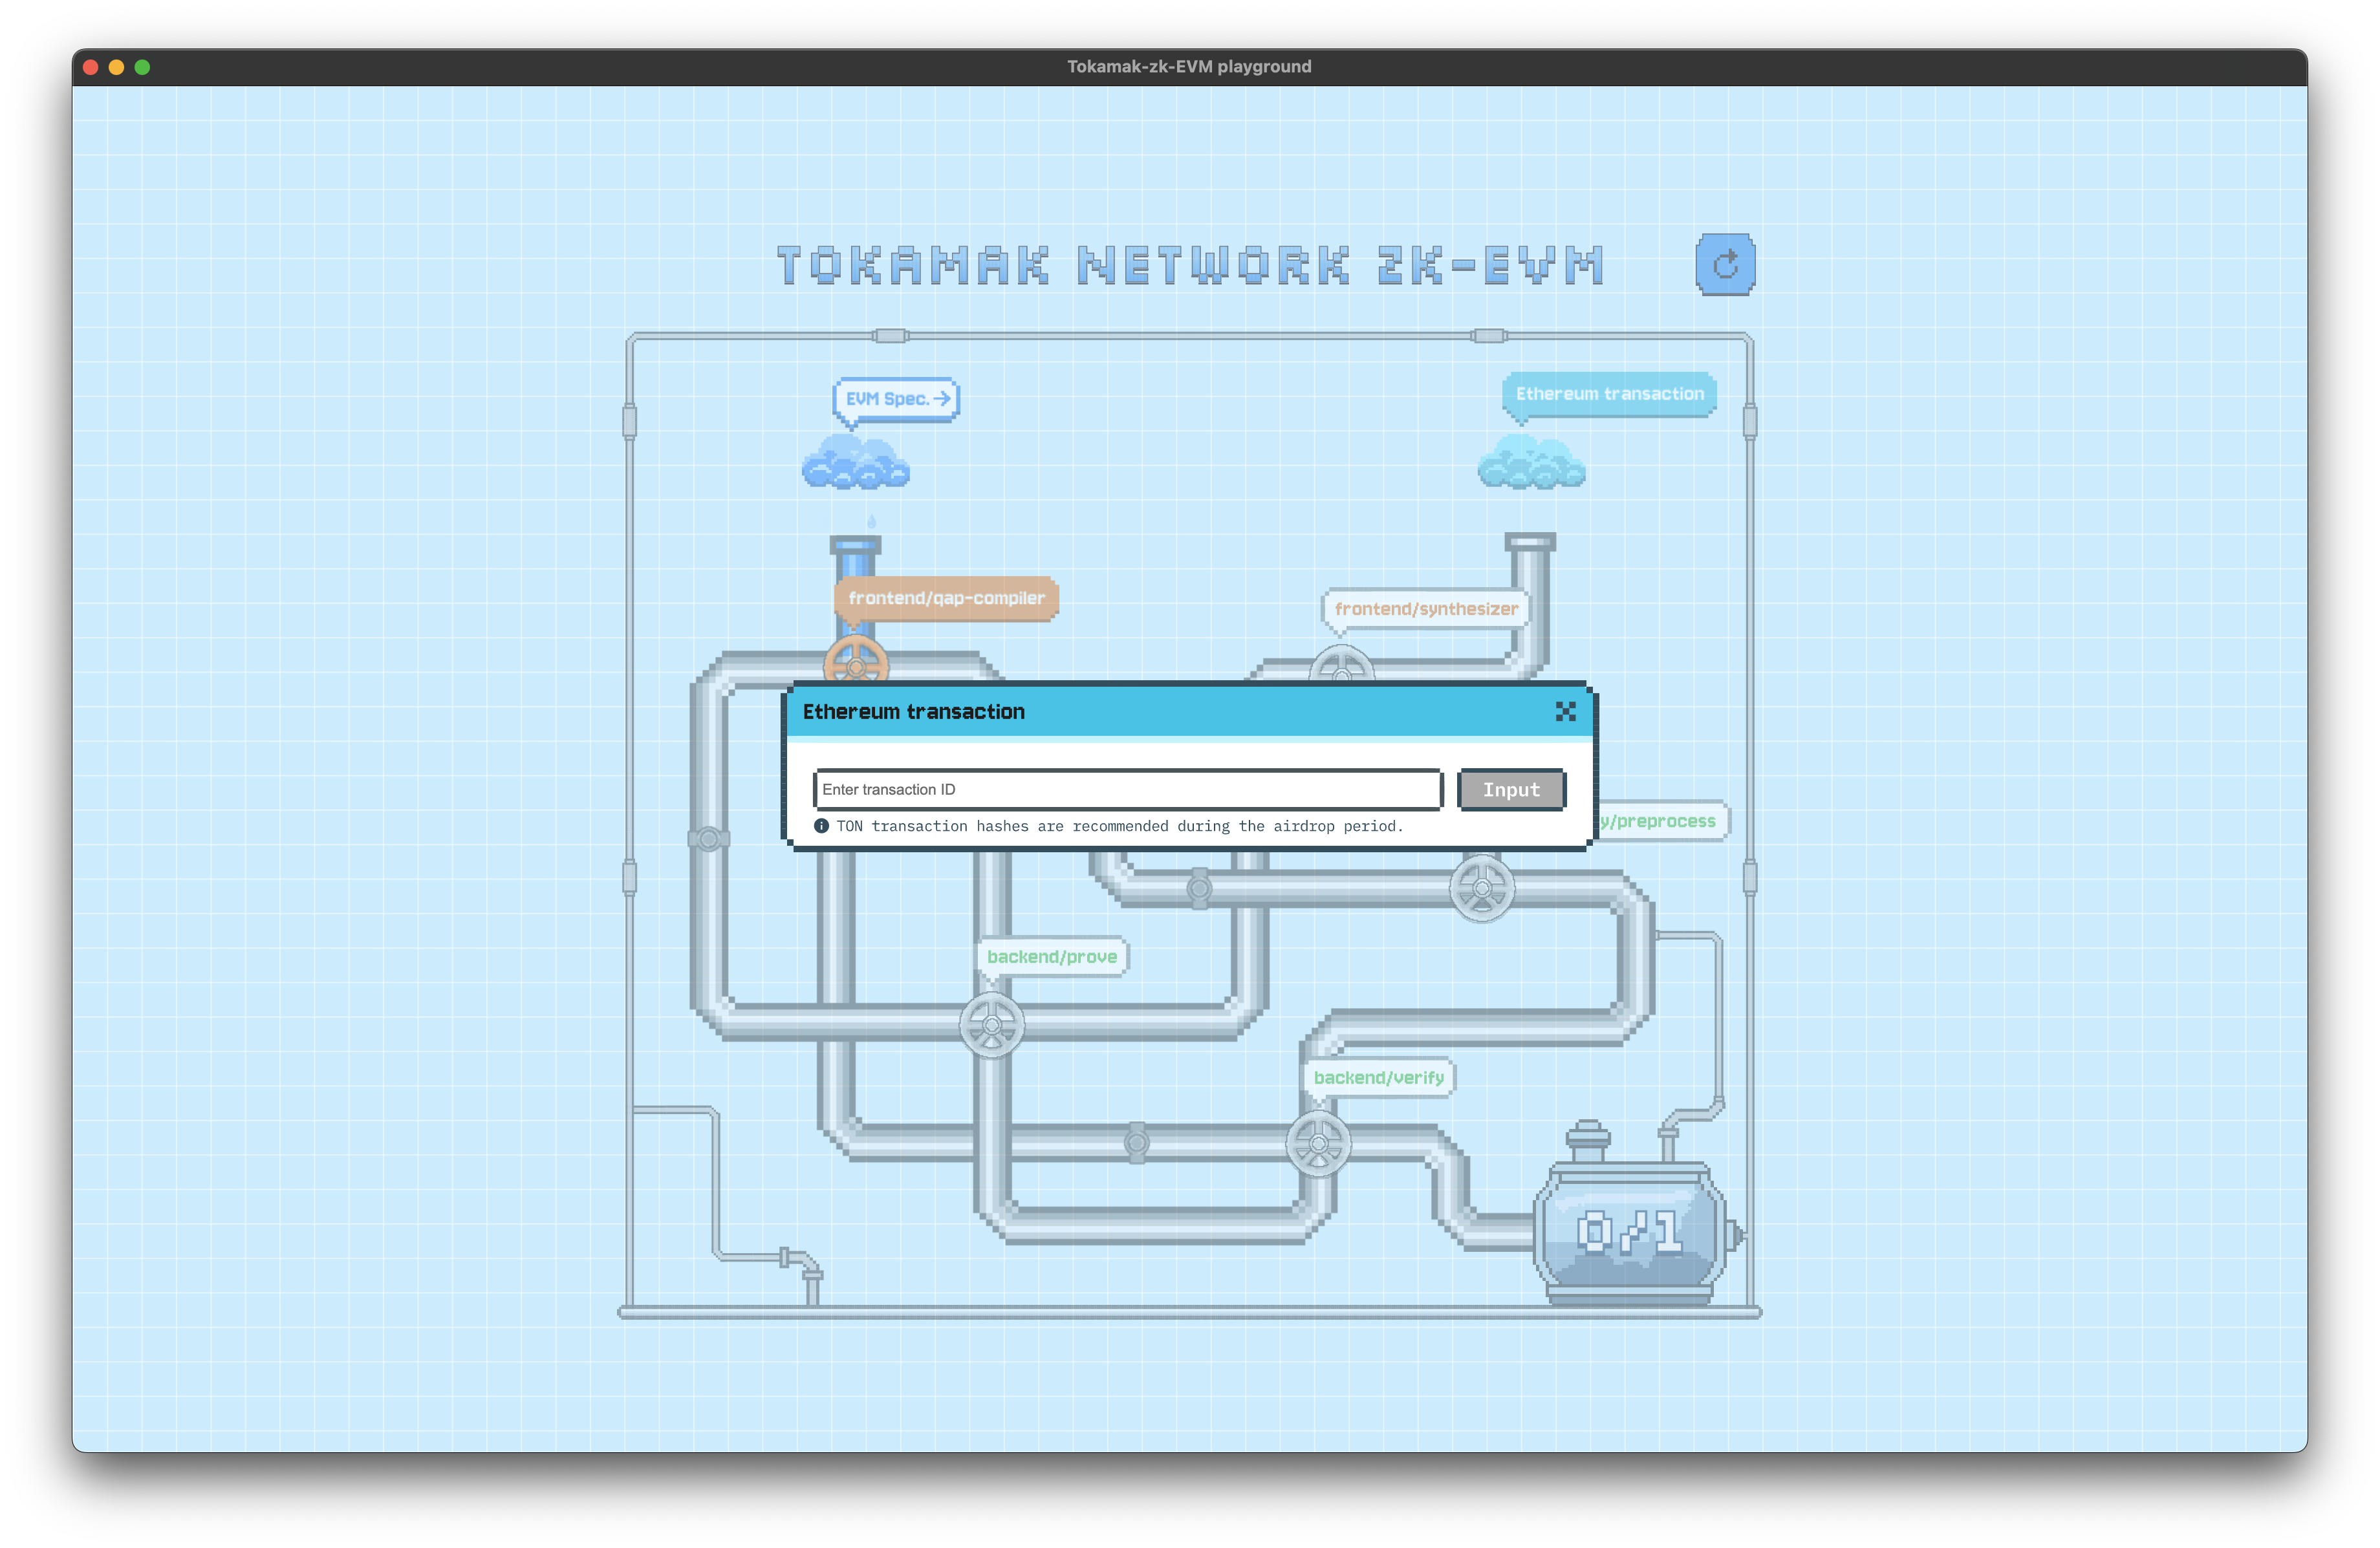 Tokamak-zk-EVM playground
TOKAMAK NETWORK ZK-EVM
EVM Spec.
Ethereum transaction
frontend/qap-compiler
frontend/synthesizer
Ethereum transaction
Enter transaction ID
Input
TON transaction hashes are recommended during the airdrop period.
y/preprocess
backend/prove
backend/verify
0/1